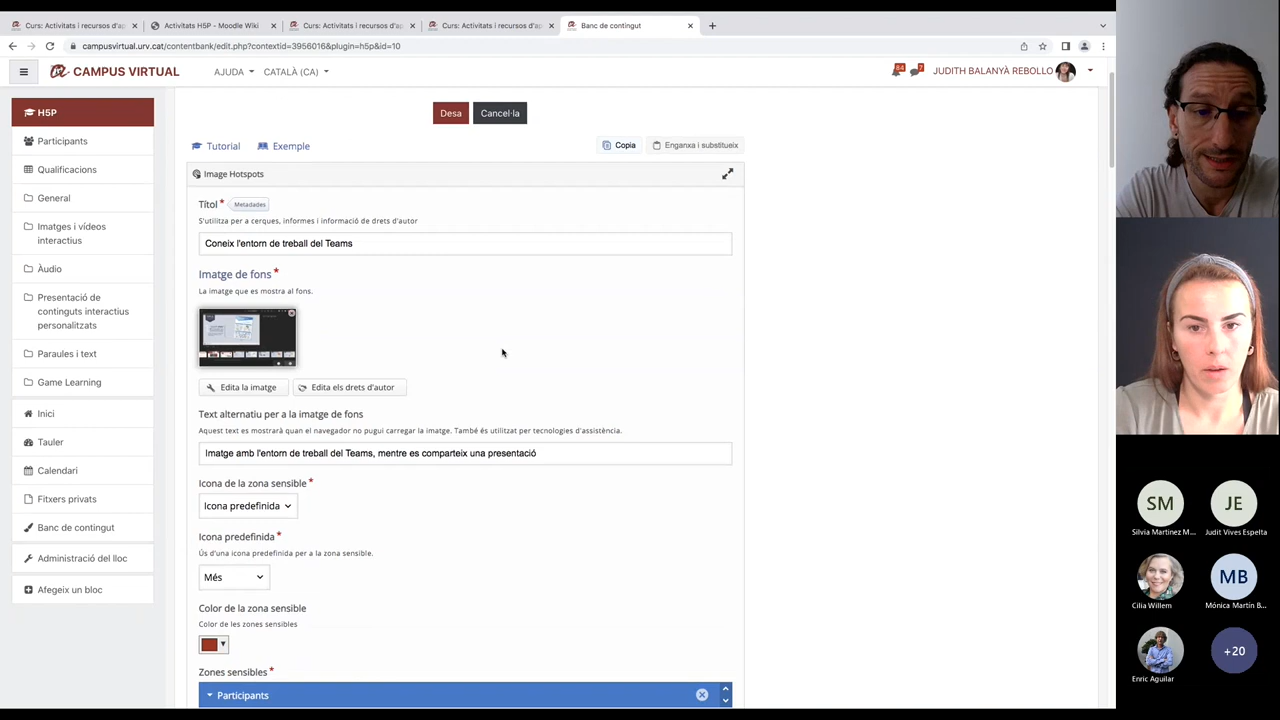 Curs: Activitats i recursos d'ap
Activitats H5P - Moodle Wiki
Curs: Activitats i recursos d'ap
Curs: Activitats i recursos d'ap
Banc de contingut
campusvirtual.urv.cat/contentbank/edit.php?contextid=3956016&plugin=h5p&id=10
CAMPUS VIRTUAL
AJUDA
CATALÀ (CA)
84
7
JUDITH BALANYÀ REBOLLO
H5P
Participants
Qualificacions
General
Imatges i vídeos
interactius
Àudio
Presentació de
continguts interactius
personalitzats
Paraules i text
Game Learning
Inici
Tauler
Calendari
Fitxers privats
Banc de contingut
Administració del lloc
Afegeix un bloc
Desa
Cancel·la
Tutorial
Exemple
Copia
Enganxa i substitueix
Image Hotspots
Títol*
Metadades
S'utilitza per a cerques, informes i informació de drets d'autor
Coneix l'entorn de treball del Teams
Imatge de fons*
La imatge que es mostra al fons.
Edita la imatge
Edita els drets d'autor
Text alternatiu per a la imatge de fons
Aquest text es mostrarà quan el navegador no pugui carregar la imatge. També és utilitzat per tecnologies d'assistència.
Imatge amb l'entorn de treball del Teams, mentre es comparteix una presentació
Icona de la zona sensible*
Icona predefinida
Icona predefinida*
Ús d'una icona predefinida per a la zona sensible.
Més
Color de la zona sensible
Color de les zones sensibles
Zones sensibles*
Participants
SM
Silvia Martínez M...
JE
Judit Vives Espelta
Cilia Willem
MB
Mónica Martín B...
Enric Aguilar
+20